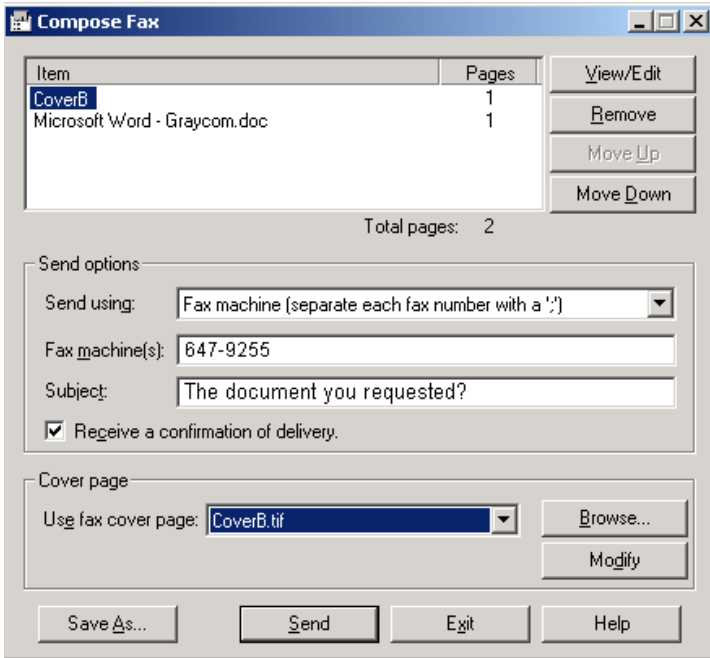 Compose Fax
Item Pages View/Edit
CoverB 1
Microsoft Word - Graycom.doc 1 Remove
Move Up
Move Down
Total pages: 2
Send options
Send using: Fax machine (separate each fax number with a ';')
Fax machine(s): 647-9255
Subject: The document you requested?
Receive a confirmation of delivery.
Cover page
Use fax cover page: CoverB.tif Browse...
Modify
Save As... Send Exit Help